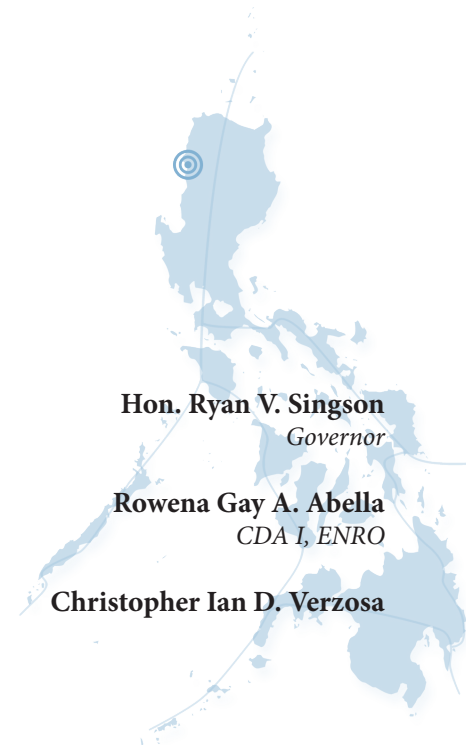 Hon. Ryan V. Singson
Governor
Rowena Gay A. Abella
CDA I, ENRO
Christopher Ian D. Verzosa